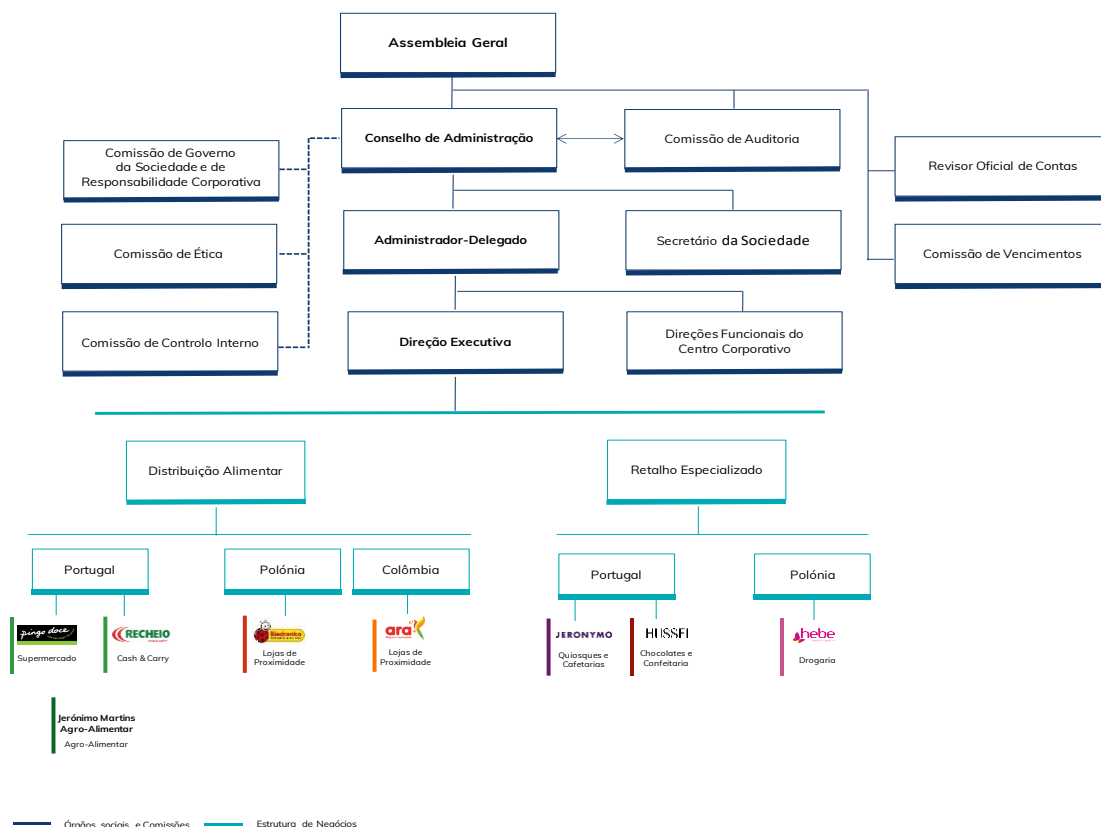 Assembleia Geral
Conselho de Administração
Comissão de Auditoria
Comissão de Governo
da Sociedade e de
Responsabilidade Corporativa
Revisor Oficial de Contas
Administrador-Delegado
Secretário da Sociedade
Comissão de Ética
Comissão de Vencimentos
Comissão de Controlo Interno
Direção Executiva
Direções Funcionais do
Centro Corporativo
Distribuição Alimentar
Retalho Especializado
Portugal
Polónia
Colômbia
Portugal
Polónia
pingo doce
Supermercado
RECHEIO
Cash & Carry
Biedronka
Lojas de
Proximidade
ara
Lojas de
Proximidade
JERONYMO
Quiosques e
Cafetarias
HUSSEL
Chocolates e
Confeitaria
hebe
Drogaria
Jerónimo Martins
Agro-Alimentar
Agro-Alimentar
Órgãos sociais e Comissões
Estrutura de Negócios